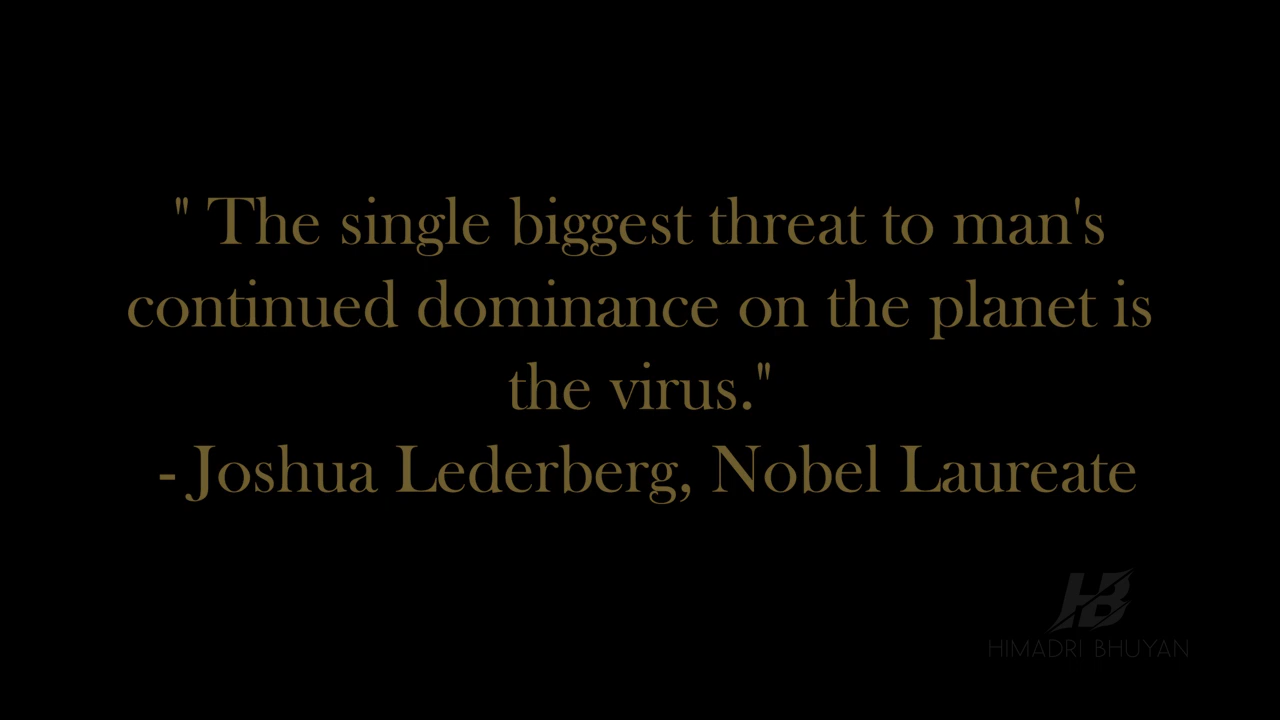 " The single biggest threat to man's
continued dominance on the planet is
the virus."
- Joshua Lederberg, Nobel Laureate
HB
HIMADRI BHUYAN